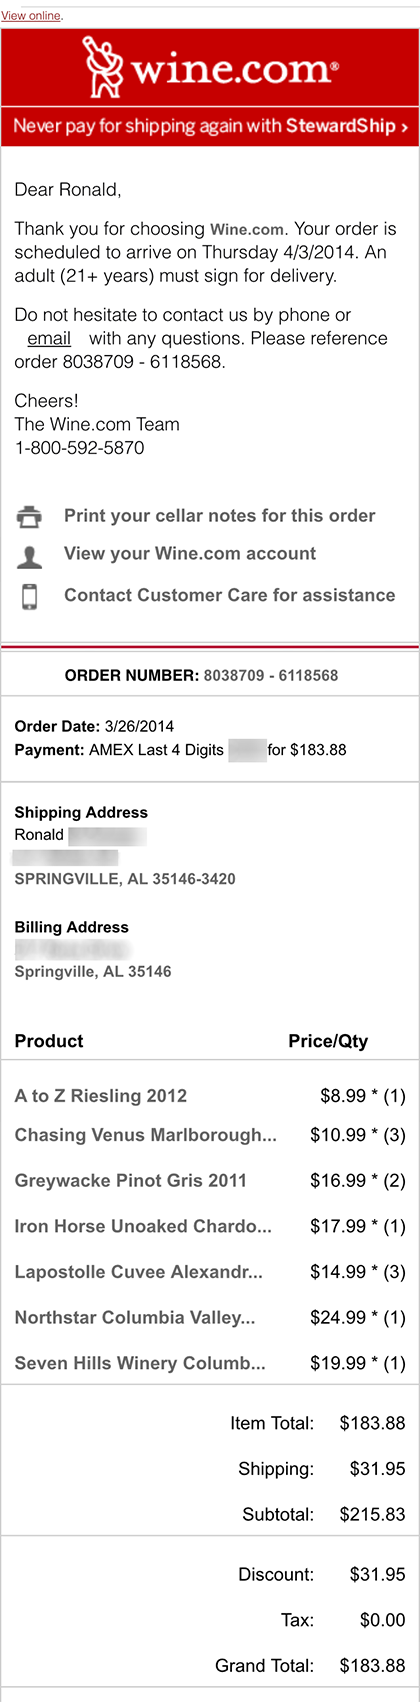 View online.
wine.com®
Never pay for shipping again with StewardShip ›
Dear Ronald,
Thank you for choosing Wine.com. Your order is
scheduled to arrive on Thursday 4/3/2014. An
adult (21+ years) must sign for delivery.
Do not hesitate to contact us by phone or
email with any questions. Please reference
order 8038709 - 6118568.
Cheers!
The Wine.com Team
1-800-592-5870
Print your cellar notes for this order
View your Wine.com account
Contact Customer Care for assistance
ORDER NUMBER: 8038709 - 6118568
Order Date: 3/26/2014
Payment: AMEX Last 4 Digits for $183.88
Shipping Address
Ronald
SPRINGVILLE, AL 35146-3420
Billing Address
Springville, AL 35146
Product Price/Qty
A to Z Riesling 2012 $8.99 * (1)
Chasing Venus Marlborough... $10.99 * (3)
Greywacke Pinot Gris 2011 $16.99 * (2)
Iron Horse Unoaked Chardo... $17.99 * (1)
Lapostolle Cuvee Alexandr... $14.99 * (3)
Northstar Columbia Valley... $24.99 * (1)
Seven Hills Winery Columb... $19.99 * (1)
Item Total: $183.88
Shipping: $31.95
Subtotal: $215.83
Discount: $31.95
Tax: $0.00
Grand Total: $183.88